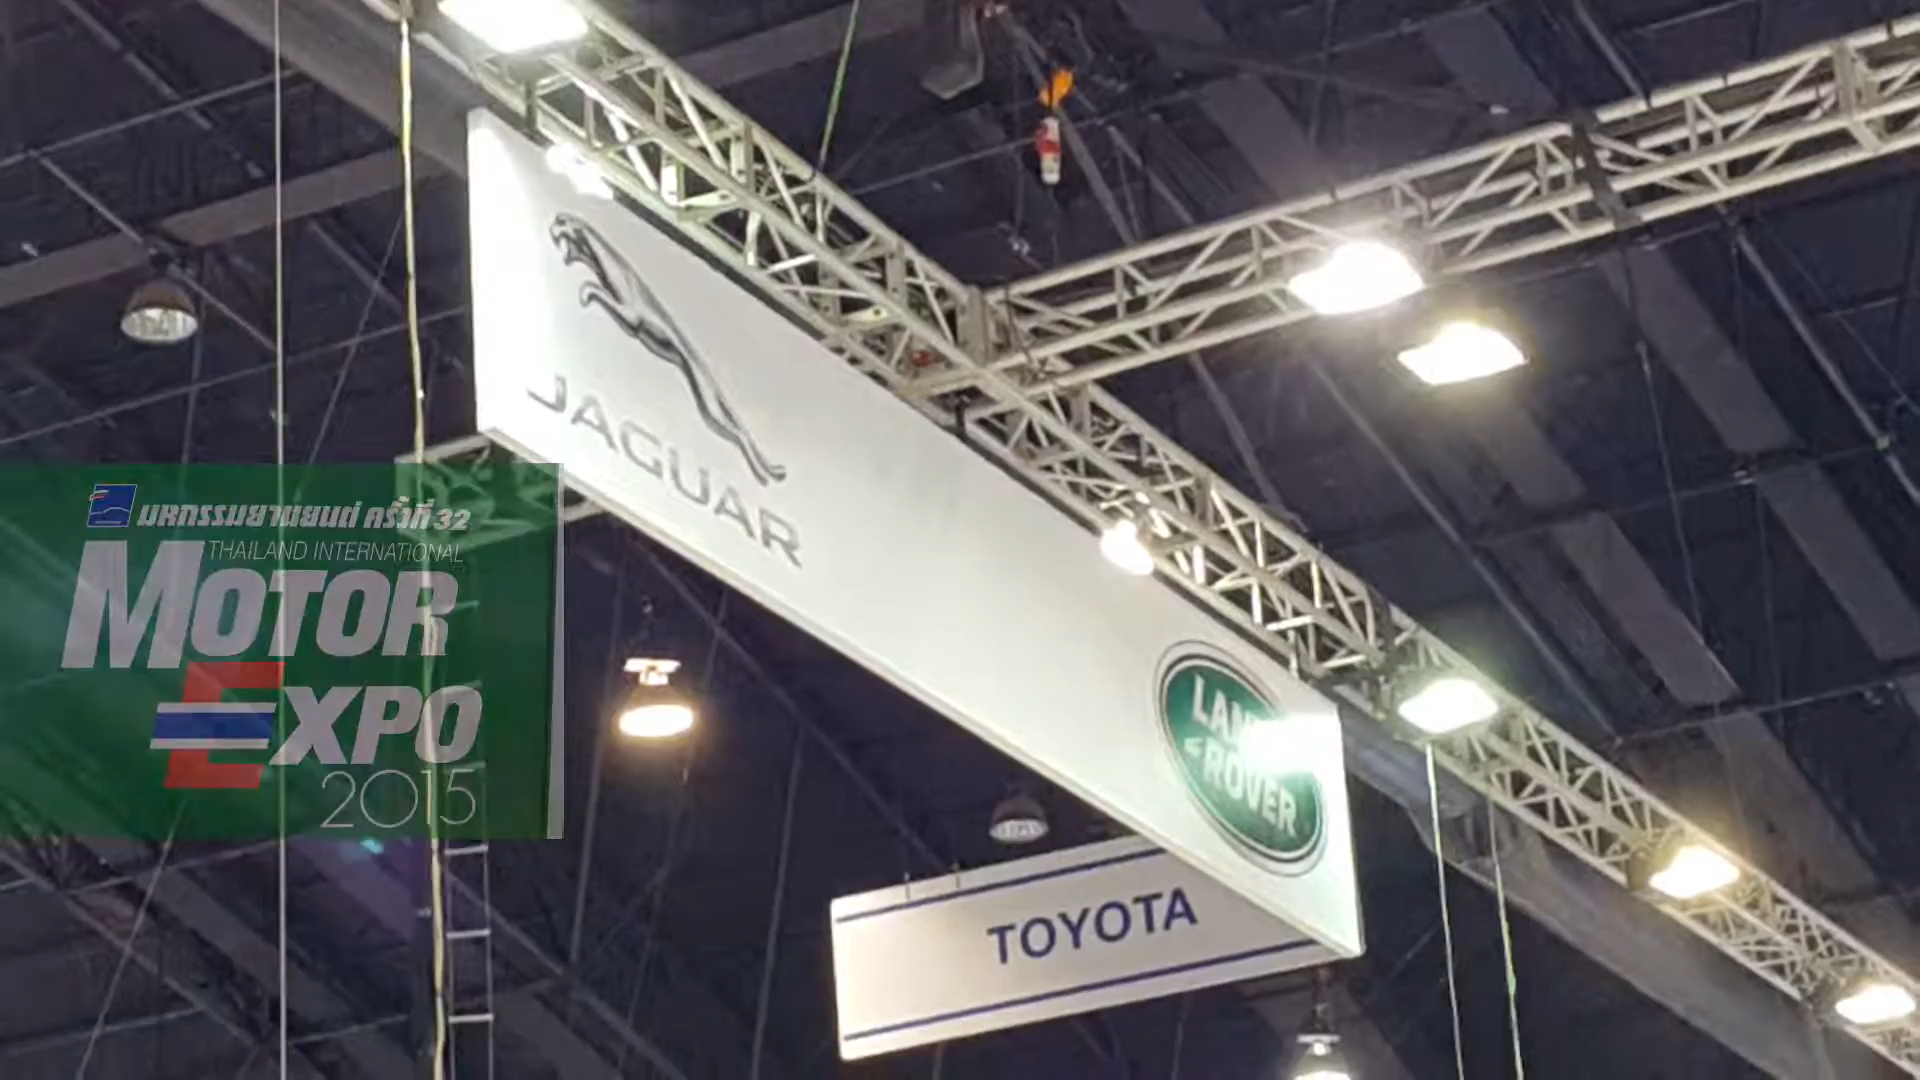 JAGUAR
LAND
ROVER
TOYOTA
มหกรรมยานยนต์ ครั้งที่ 32
THAILAND INTERNATIONAL
MOTOR
EXPO
2015